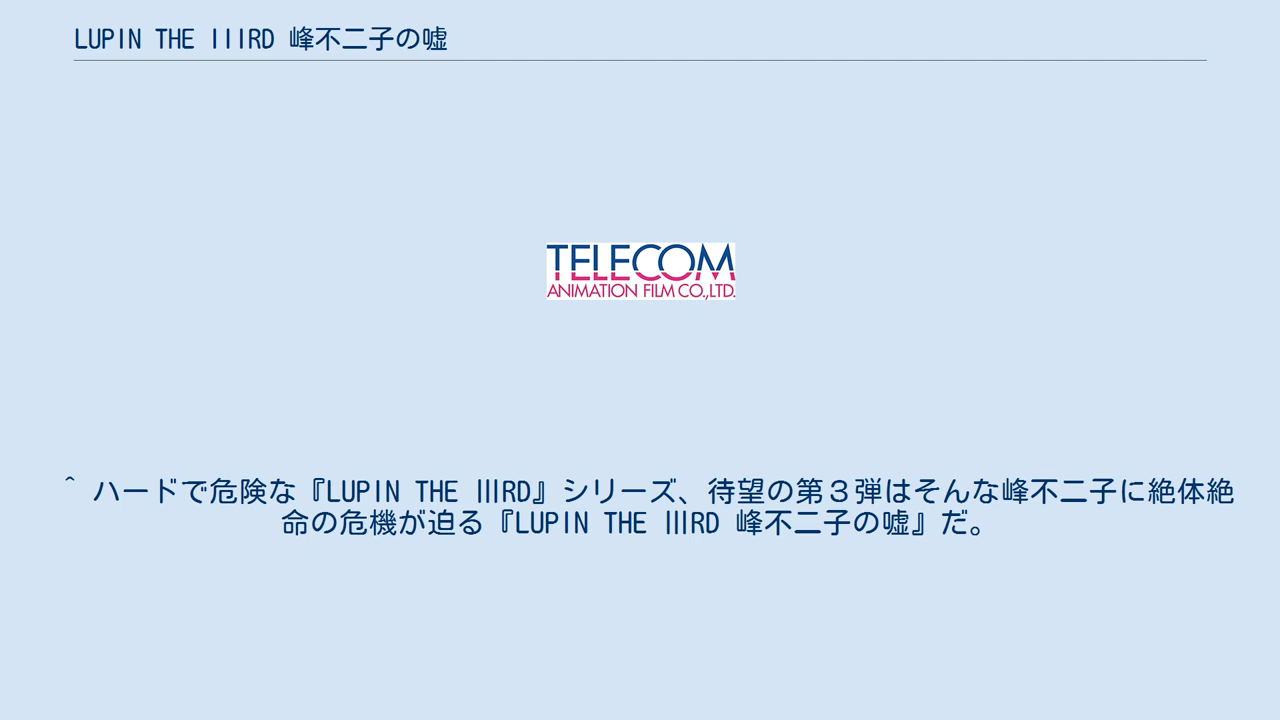 LUPIN THE IIIRD 峰不二子の嘘
TELECOM
ANIMATION FILM CO.,LTD.
^ ハードで危険な『LUPIN THE ⅢRD』シリーズ、待望の第３弾はそんな峰不二子に絶体絶
命の危機が迫る『LUPIN THE ⅢRD 峰不二子の嘘』だ。